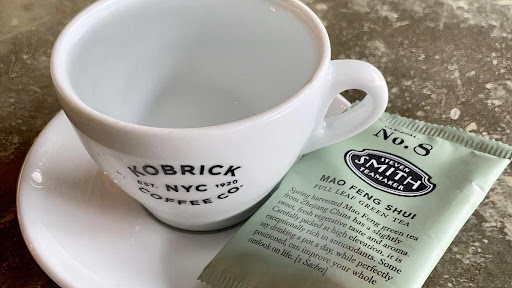 KOBRICK
EST. NYC 1920
COFFEE CO.
No. 8
STEVEN
SMITH
TEAMAKER
MAO FENG SHUI
FULL LEAF GREEN TEA
Spring harvested Mao Feng green tea
from Zhejiang China has a slightly
sweet, fresh vegetative taste and aroma.
Carefully picked at high elevation, it is
exceptionally rich in antioxidants. Some
say drinking a pot a day, while perfectly
positioned, can improve your whole
outlook on life. [1 Sachet]